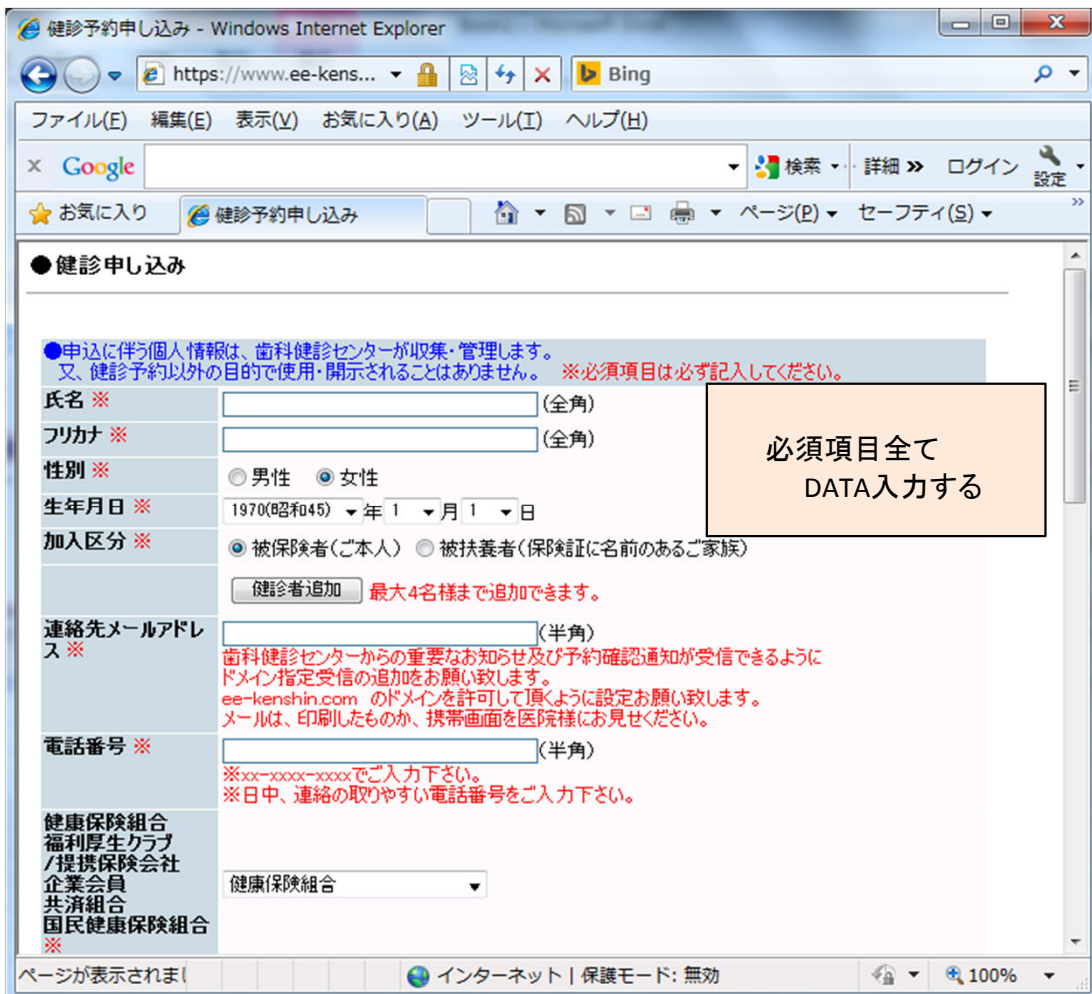 健診予約申し込み - Windows Internet Explorer
https://www.ee-kens...
Bing
ファイル(F) 編集(E) 表示(V) お気に入り(A) ツール(T) ヘルプ(H)
x Google 検索 詳細 » ログイン 設定
お気に入り 健診予約申し込み ページ(P) セーフティ(S) »
●健診申し込み
●申込に伴う個人情報は、歯科健診センターが収集・管理します。
又、健診予約以外の目的で使用・開示されることはありません。 ※必須項目は必ず記入してください。
氏名 ※ (全角)
フリカナ ※ (全角)
必須項目全て
DATA入力する
性別 ※ 男性 女性
生年月日 ※ 1970(昭和45) 年 1 月 1 日
加入区分 ※ 被保険者(ご本人) 被扶養者(保険証に名前のあるご家族)
健診者追加 最大4名様まで追加できます。
連絡先メールアドレ
ス ※ (半角)
歯科健診センターからの重要なお知らせ及び予約確認通知が受信できるように
ドメイン指定受信の追加をお願い致します。
ee-kenshin.com のドメインを許可して頂くように設定お願い致します。
メールは、印刷したものか、携帯画面を医院様にお見せください。
電話番号 ※ (半角)
※xx-xxxx-xxxxでご入力下さい。
※日中、連絡の取りやすい電話番号をご入力下さい。
健康保険組合
福利厚生クラブ
/提携保険会社
企業会員
共済組合
国民健康保険組合
※
健康保険組合
ページが表示されまし インターネット | 保護モード: 無効 100%